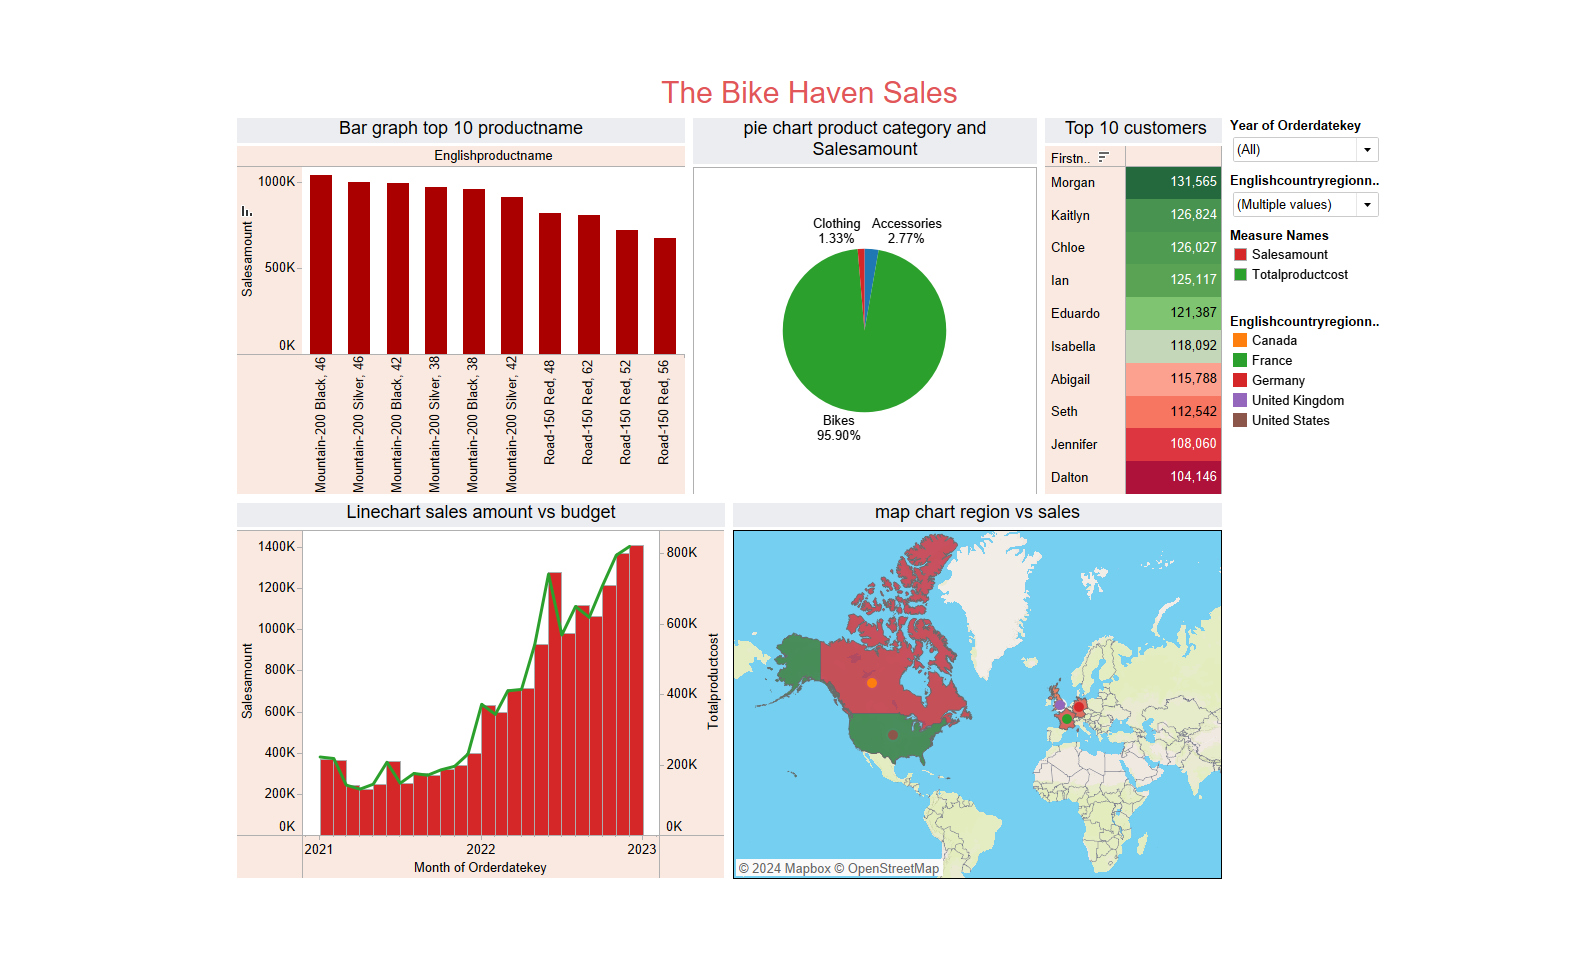 The Bike Haven Sales
Bar graph top 10 productname
Englishproductname
Salesamount
1000K
500K
0K
Mountain-200 Black, 46
Mountain-200 Silver, 46
Mountain-200 Black, 42
Mountain-200 Silver, 38
Mountain-200 Black, 38
Mountain-200 Silver, 42
Road-150 Red, 48
Road-150 Red, 62
Road-150 Red, 52
Road-150 Red, 56
pie chart product category and
Salesamount
Clothing
1.33%
Accessories
2.77%
Bikes
95.90%
Top 10 customers
Firstn..
Morgan 131,565
Kaitlyn 126,824
Chloe 126,027
Ian 125,117
Eduardo 121,387
Isabella 118,092
Abigail 115,788
Seth 112,542
Jennifer 108,060
Dalton 104,146
Year of Orderdatekey
(All)
Englishcountryregionn..
(Multiple values)
Measure Names
Salesamount
Totalproductcost
Englishcountryregionn..
Canada
France
Germany
United Kingdom
United States
Linechart sales amount vs budget
Salesamount
1400K
1200K
1000K
800K
600K
400K
200K
0K
800K
600K
400K
200K
0K
Totalproductcost
2021 2022 2023
Month of Orderdatekey
map chart region vs sales
© 2024 Mapbox © OpenStreetMap